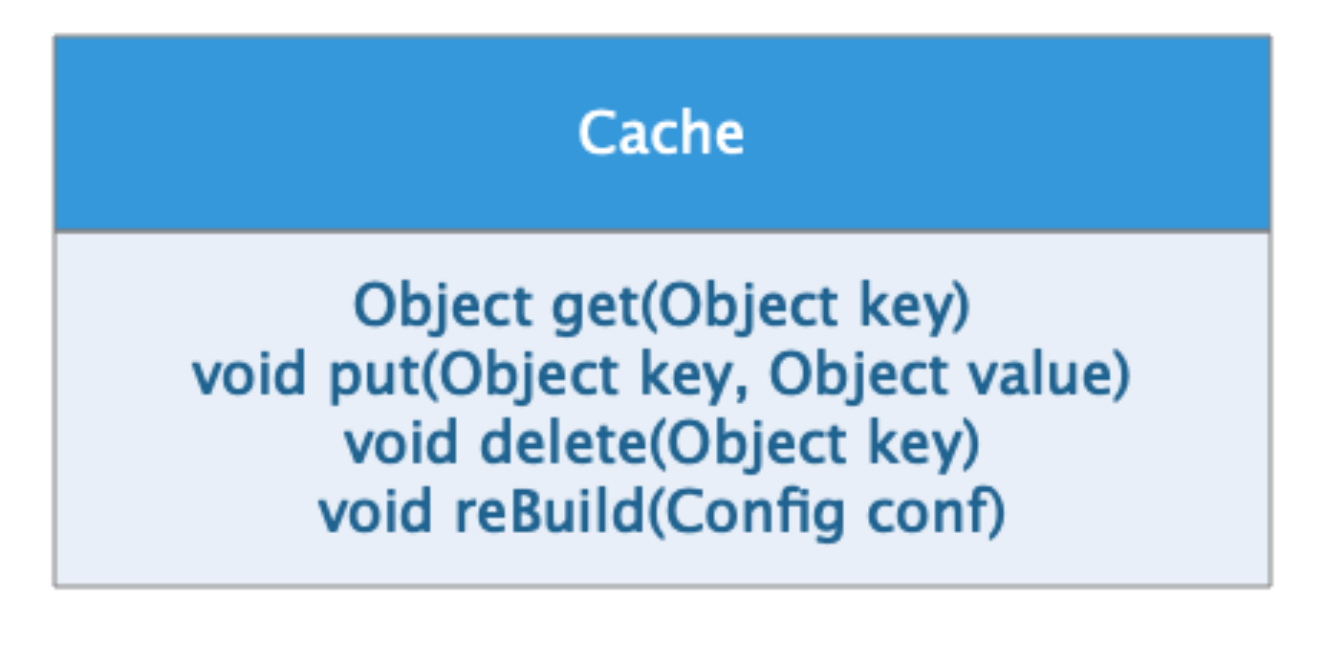 Cache
Object get(Object key)
void put(Object key, Object value)
void delete(Object key)
void reBuild(Config conf)